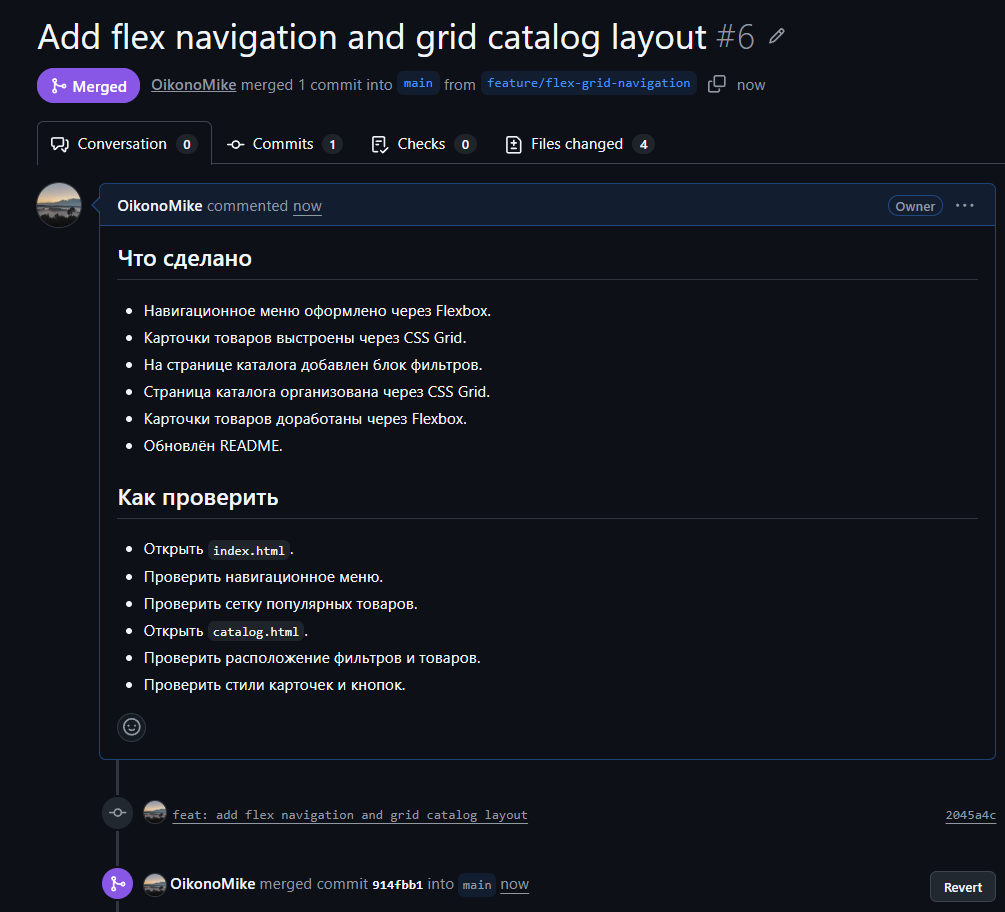 Add flex navigation and grid catalog layout #6
Merged OikonoMike merged 1 commit into main from feature/flex-grid-navigation now
Conversation 0 Commits 1 Checks 0 Files changed 4
OikonoMike commented now Owner
Что сделано
Навигационное меню оформлено через Flexbox.
Карточки товаров выстроены через CSS Grid.
На странице каталога добавлен блок фильтров.
Страница каталога организована через CSS Grid.
Карточки товаров доработаны через Flexbox.
Обновлён README.
Как проверить
Открыть index.html.
Проверить навигационное меню.
Проверить сетку популярных товаров.
Открыть catalog.html.
Проверить расположение фильтров и товаров.
Проверить стили карточек и кнопок.
feat: add flex navigation and grid catalog layout 2045a4c
OikonoMike merged commit 914fbb1 into main now Revert